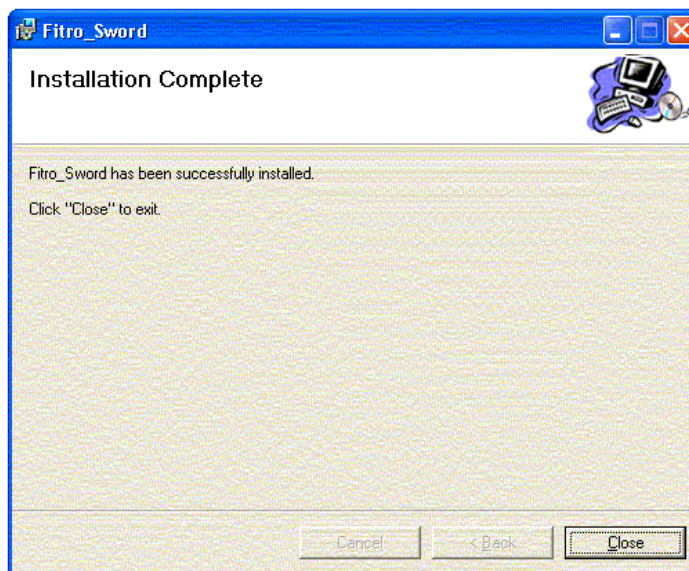 Fitro_Sword
Installation Complete
Fitro_Sword has been successfully installed.
Click "Close" to exit.
Cancel
< Back
Close